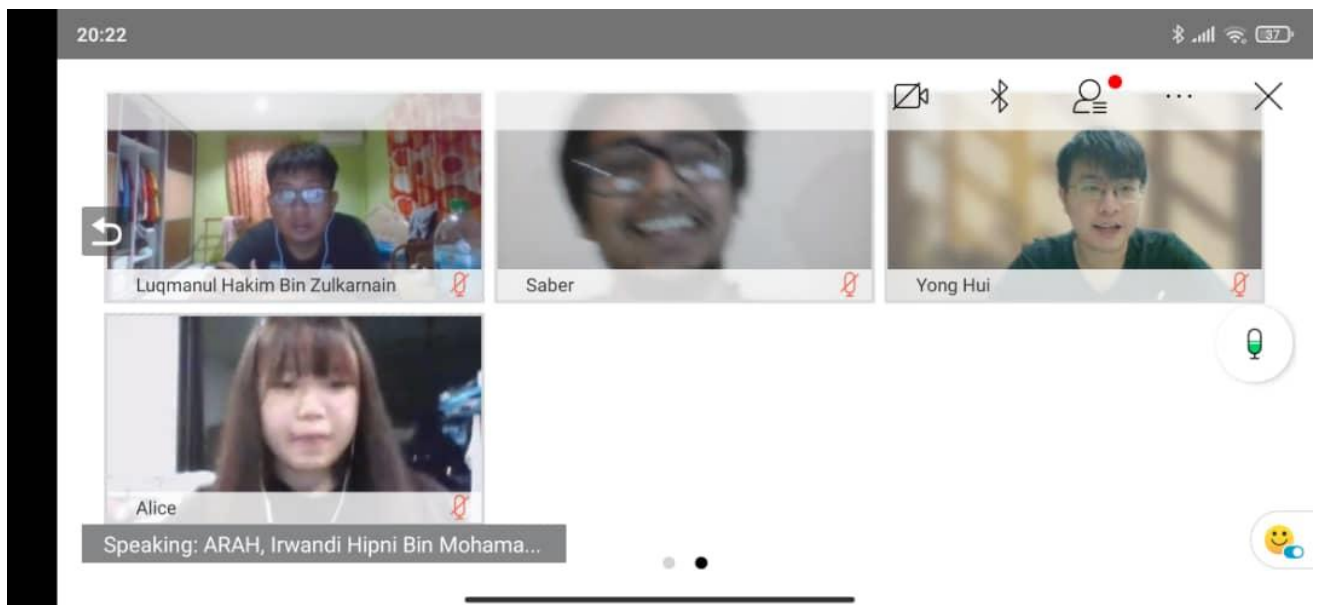 20:22
37
Luqmanul Hakim Bin Zulkarnain
Saber
Yong Hui
Alice
Speaking: ARAH, Irwandi Hipni Bin Mohama...